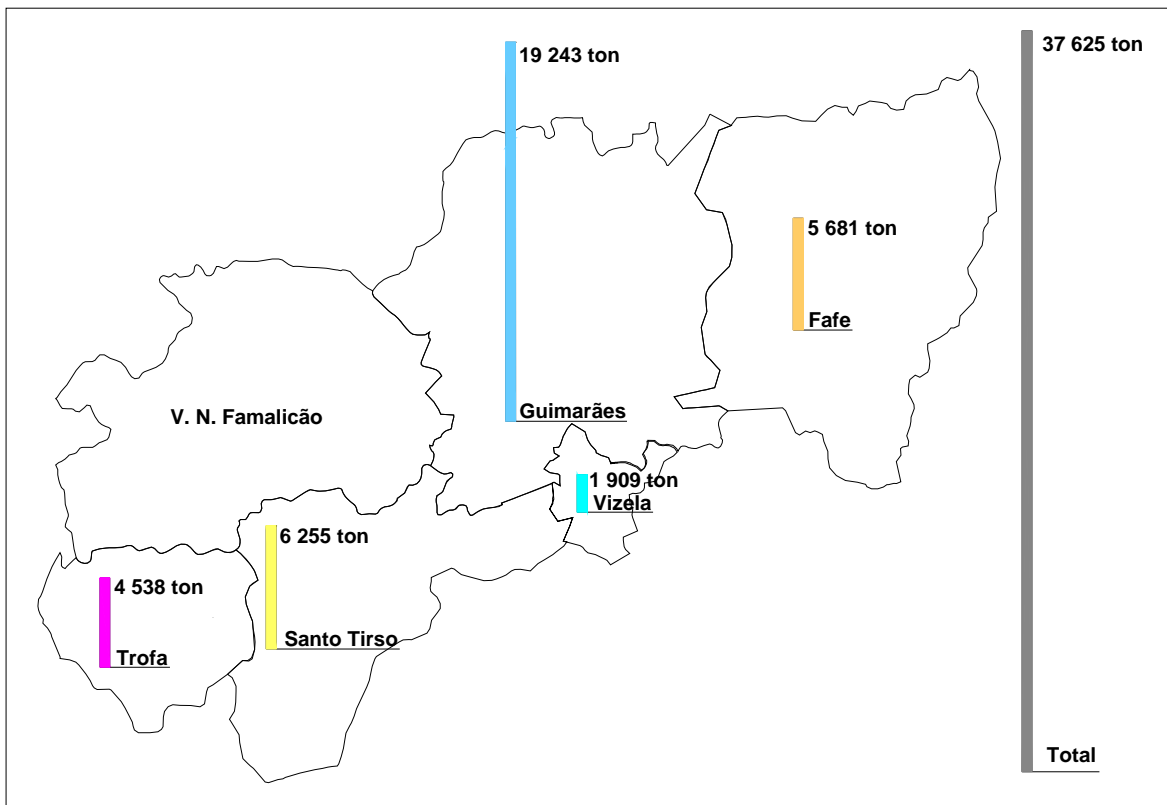 19 243 ton
37 625 ton
5 681 ton
Fafe
Guimarães
V. N. Famalicão
1 909 ton
Vizela
6 255 ton
4 538 ton
Santo Tirso
Trofa
Total